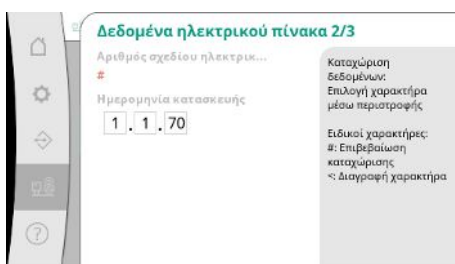 Δεδομένα ηλεκτρικού πίνακα 2/3
Αριθμός σχεδίου ηλεκτρικ...
#
Ημερομηνία κατασκευής
1 . 1 . 70
Καταχώριση
δεδομένων:
Επιλογή χαρακτήρα
μέσω περιστροφής
Ειδικοί χαρακτήρες:
#: Επιβεβαίωση
καταχώρισης
<: Διαγραφή χαρακτήρα